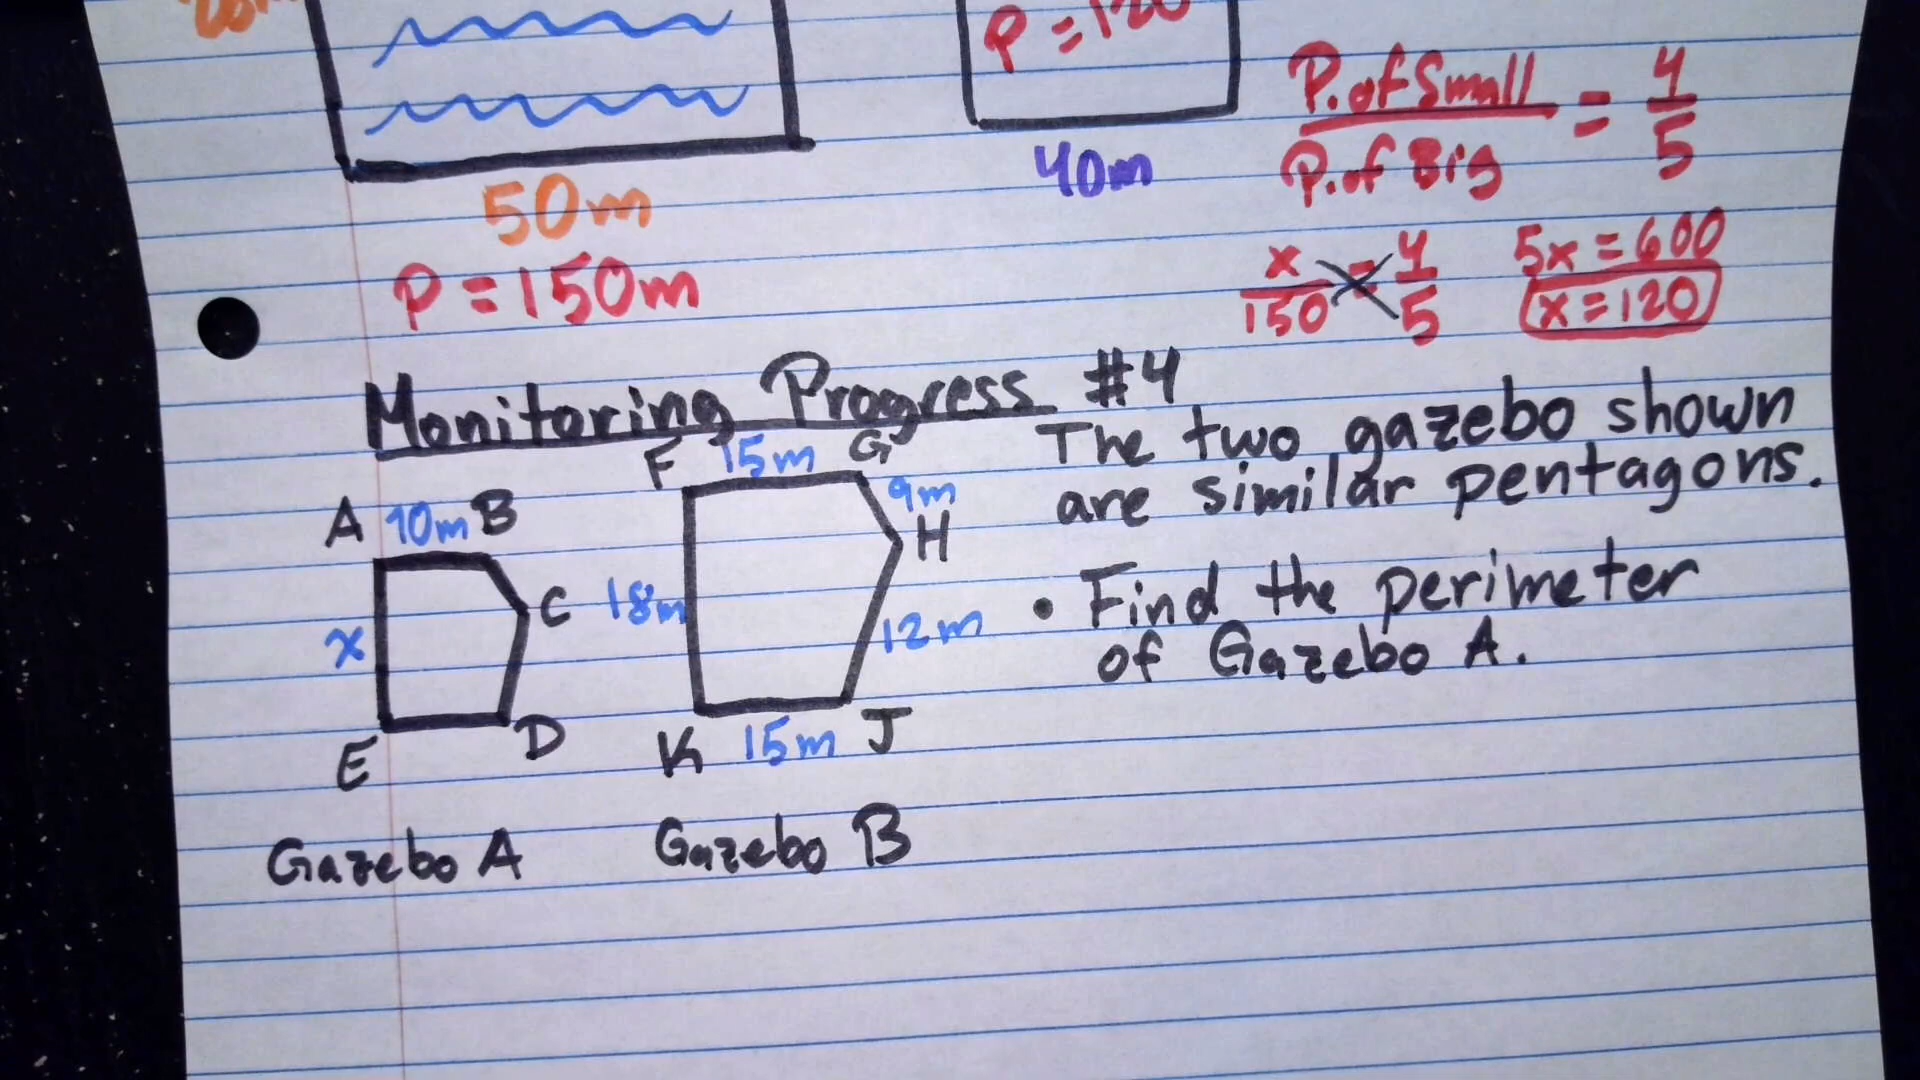 P = 120
P. of Small = 4
P. of Big 5
50m
40m
P = 150m
x = 4
150 5
5x = 600
x = 120
Monitoring Progress #4
The two gazebo shown
are similar pentagons.
F 15m G
9m
A 10m B
H
C
18m
x
12m
• Find the perimeter
of Gazebo A.
E
D
K 15m J
Gazebo A
Gazebo B